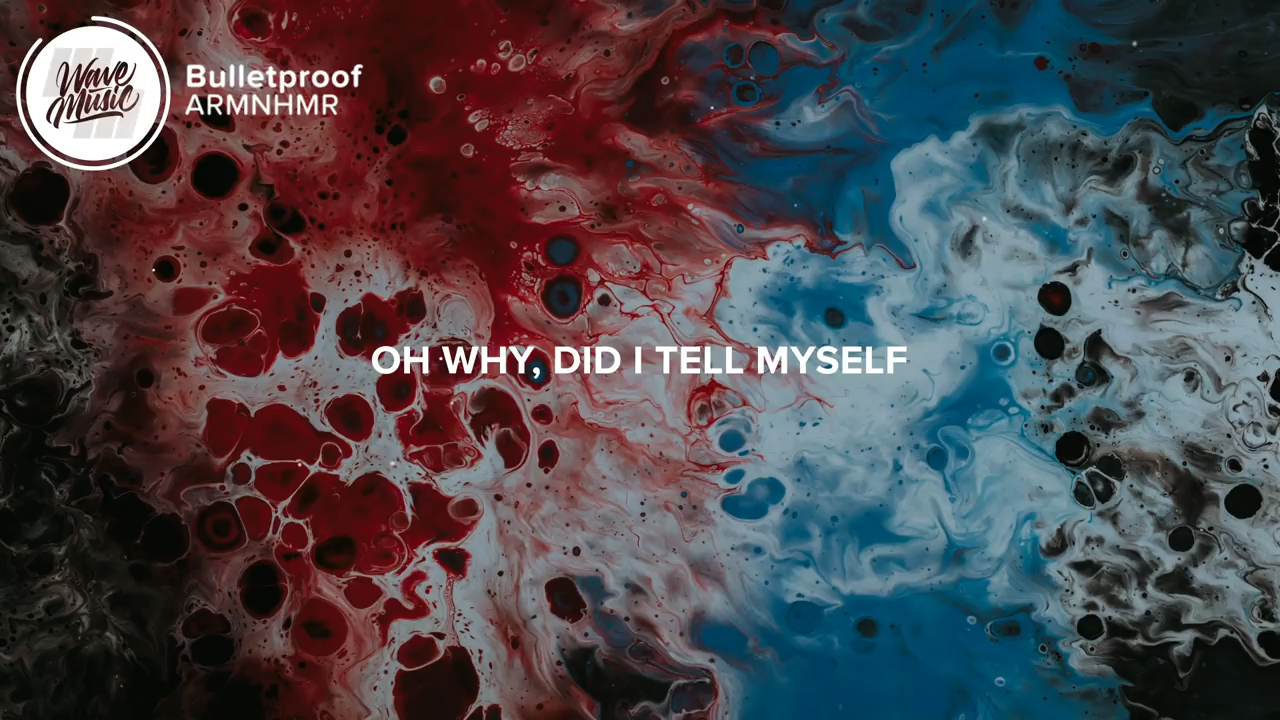 Wave
Music
Bulletproof
ARMNHMR
OH WHY, DID I TELL MYSELF